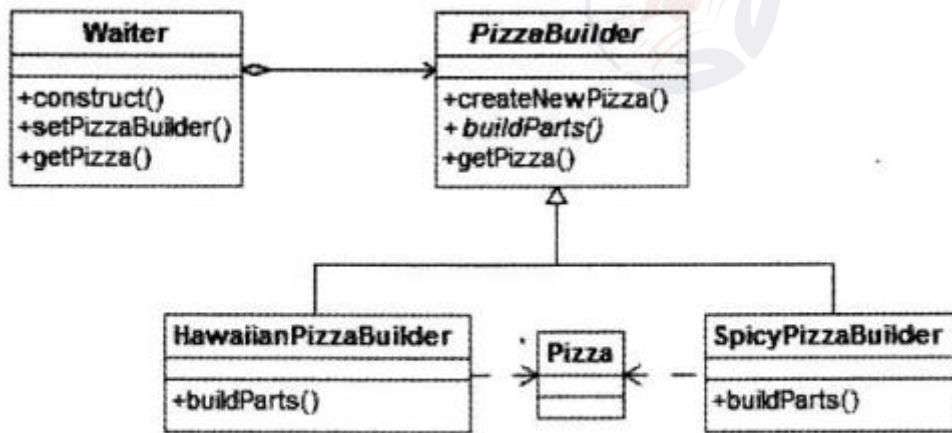 Waiter
+construct()
+setPizzaBuilder()
+getPizza()
PizzaBuilder
+createNewPizza()
+ buildParts()
+getPizza()
HawaiianPizzaBuilder
+buildParts()
Pizza
SpicyPizzaBuilder
+buildParts()